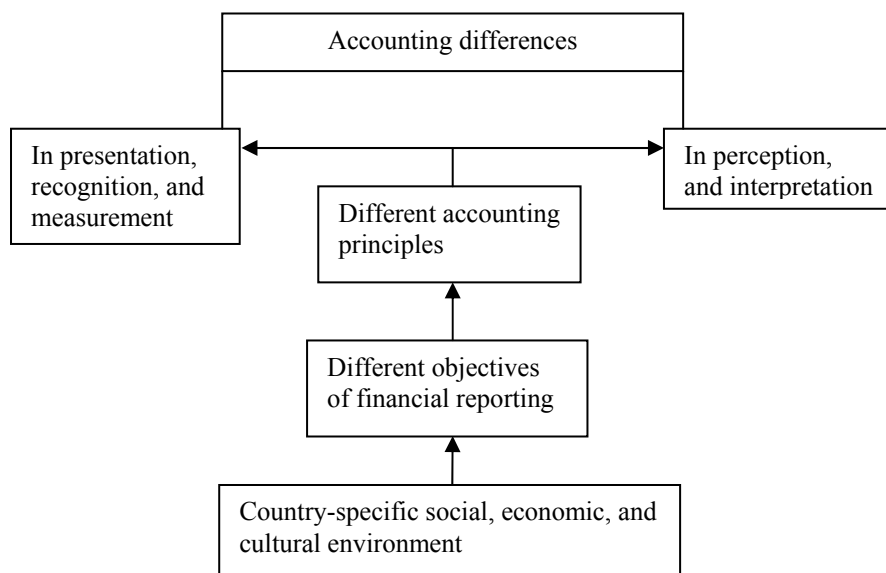 Accounting differences
In presentation,
recognition, and
measurement
In perception,
and interpretation
Different accounting
principles
Different objectives
of financial reporting
Country-specific social, economic, and
cultural environment